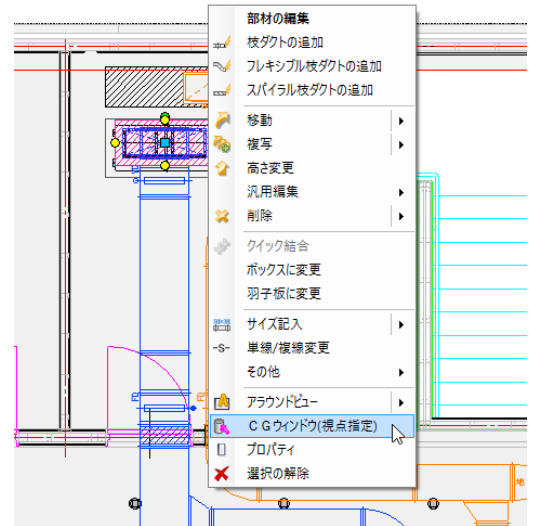 部材の編集
枝ダクトの追加
フレキシブル枝ダクトの追加
スパイラル枝ダクトの追加
移動
複写
高さ変更
汎用編集
削除
クイック結合
ボックスに変更
羽子板に変更
サイズ記入
-S- 単線/複線変更
その他
アラウンドビュー
ＣＧウィンドウ(視点指定)
プロパティ
選択の解除